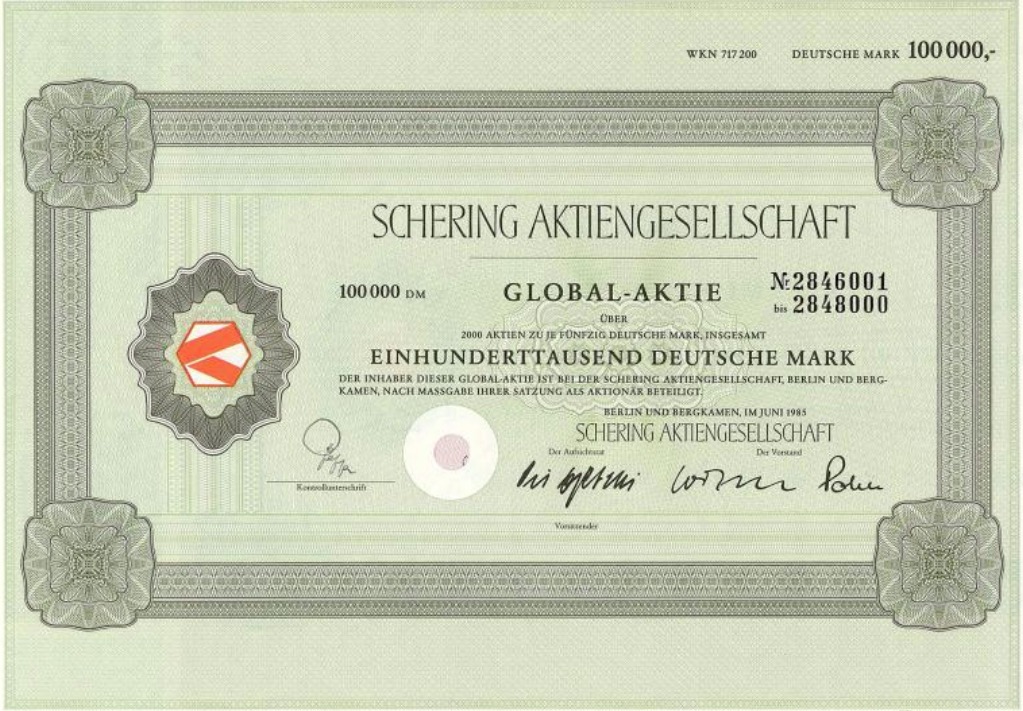 WKN 717 200 DEUTSCHE MARK 100 000,-
SCHERING AKTIENGESELLSCHAFT
100 000 DM GLOBAL-AKTIE № 2846001
bis 2848000
ÜBER
2000 AKTIEN ZU JE FÜNFZIG DEUTSCHE MARK, INSGESAMT
EINHUNDERTTAUSEND DEUTSCHE MARK
DER INHABER DIESER GLOBAL-AKTIE IST BEI DER SCHERING AKTIENGESELLSCHAFT, BERLIN UND BERG-
KAMEN, NACH MASSGABE IHRER SATZUNG ALS AKTIONÄR BETEILIGT.
BERLIN UND BERGKAMEN, IM JUNI 1985
SCHERING AKTIENGESELLSCHAFT
Der Aufsichtsrat Der Vorstand
Kontrollunterschrift
Vorsitzender